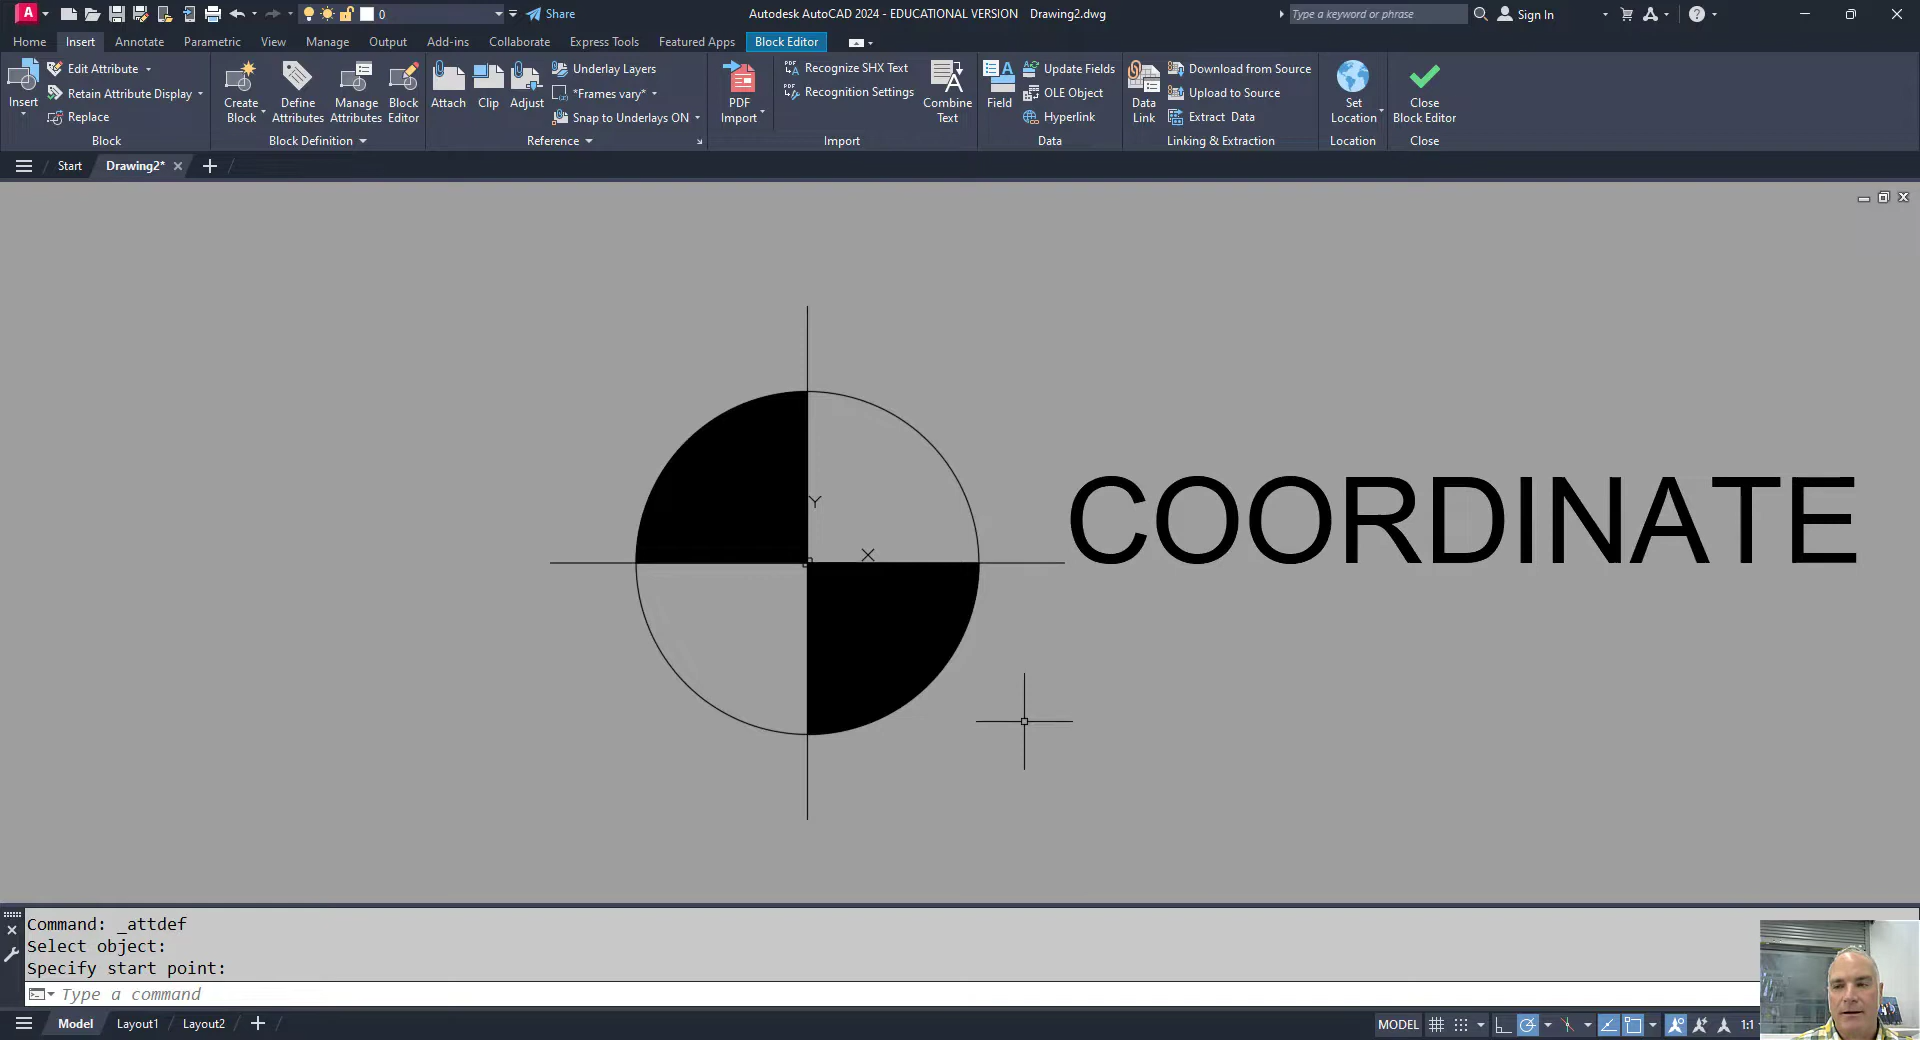 A 0 Share Autodesk AutoCAD 2024 - EDUCATIONAL VERSION Drawing2.dwg Type a keyword or phrase Sign In
Home Insert Annotate Parametric View Manage Output Add-ins Collaborate Express Tools Featured Apps Block Editor
Insert
Edit Attribute
Retain Attribute Display
Replace
Block
Create Block
Define Attributes
Manage Attributes
Block Editor
Block Definition
Attach
Clip
Adjust
Underlay Layers
*Frames vary*
Snap to Underlays ON
Reference
PDF Import
Recognize SHX Text
Recognition Settings
Combine Text
Import
Field
Update Fields
OLE Object
Hyperlink
Data
Data Link
Download from Source
Upload to Source
Extract Data
Linking & Extraction
Set Location
Location
Close Block Editor
Close
Start Drawing2*
Y
X
COORDINATE
Command: _attdef
Select object:
Specify start point:
Type a command
Model Layout1 Layout2 MODEL 1:1